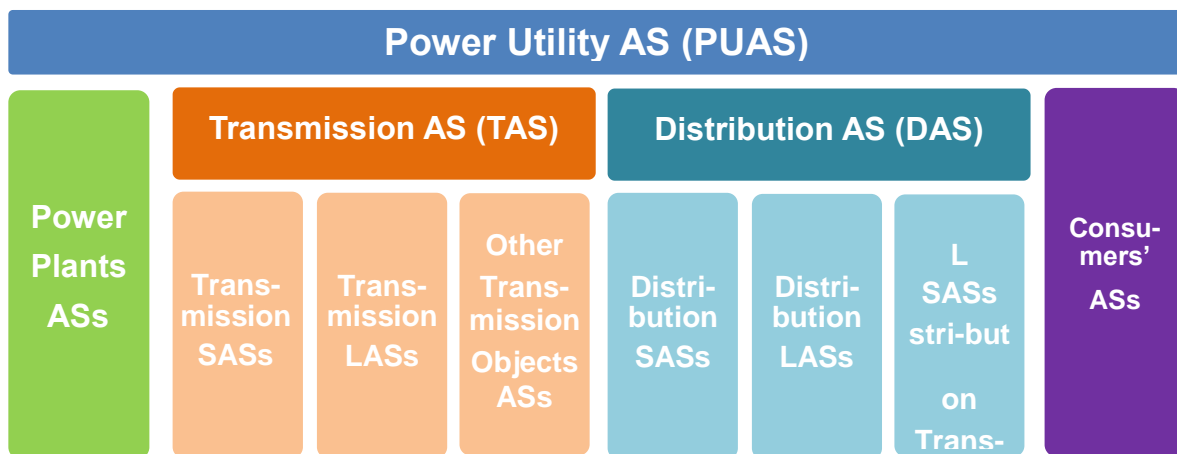 Power Utility AS (PUAS)
Transmission AS (TAS)
Distribution AS (DAS)
Power
Plants
ASs
Trans-
mission
SASs
Trans-
mission
LASs
Other
Trans-
mission
Objects
ASs
Distri-
bution
SASs
Distri-
bution
LASs
L
SASs
stri-but
on
Trans-
Consu-
mers’
ASs